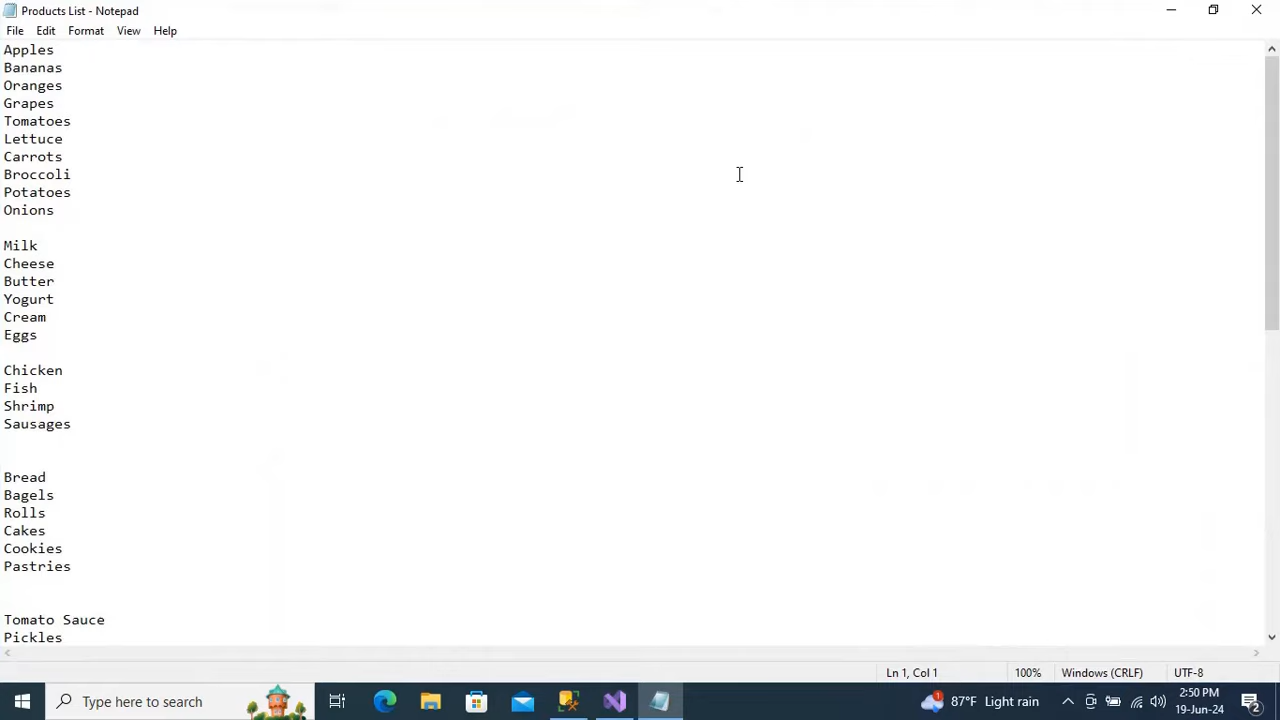 Products List - Notepad
File Edit Format View Help
Apples
Bananas
Oranges
Grapes
Tomatoes
Lettuce
Carrots
Broccoli
Potatoes
Onions
Milk
Cheese
Butter
Yogurt
Cream
Eggs
Chicken
Fish
Shrimp
Sausages
Bread
Bagels
Rolls
Cakes
Cookies
Pastries
Tomato Sauce
Pickles
Ln 1, Col 1 100% Windows (CRLF) UTF-8
Type here to search 1 87°F Light rain 2:50 PM
19-Jun-24 2